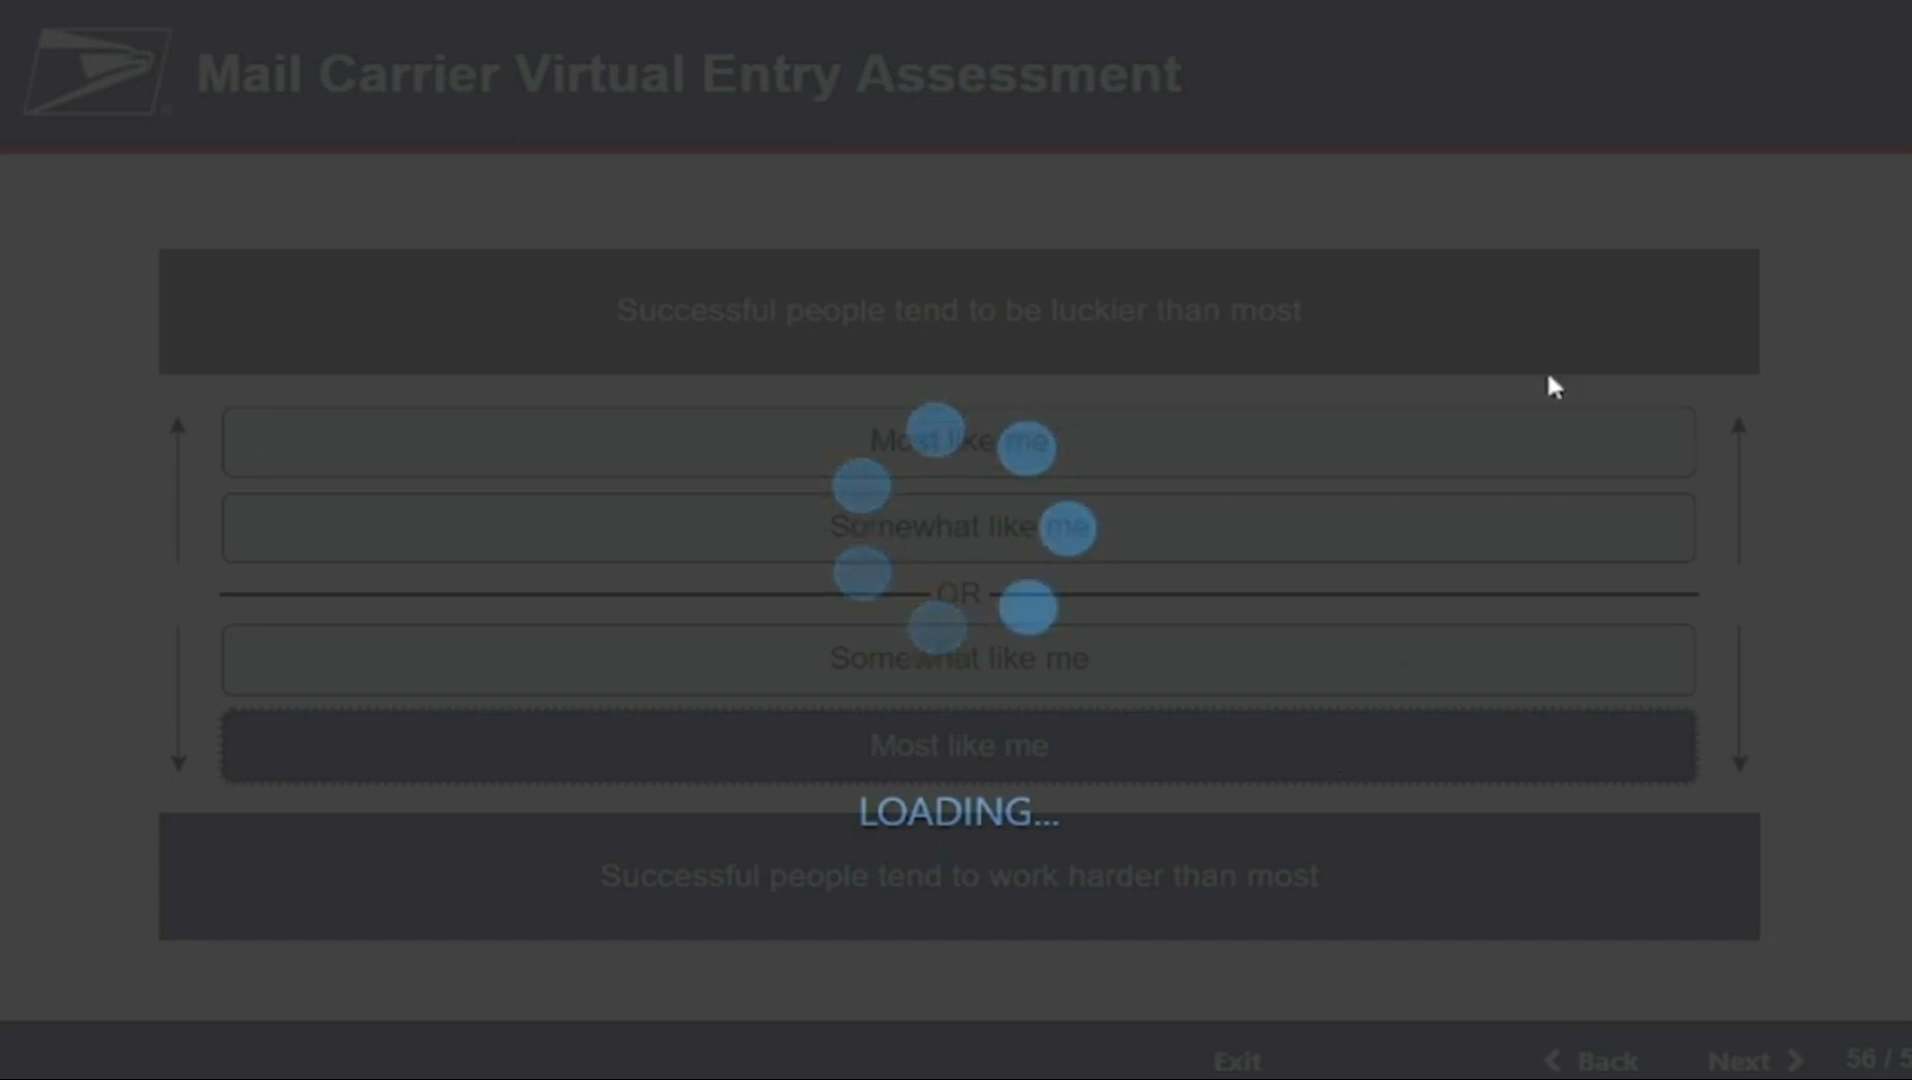 Mail Carrier Virtual Entry Assessment
Successful people tend to be luckier than most
Most like me
Somewhat like me
OR
Somewhat like me
Most like me
LOADING...
Successful people tend to work harder than most
Exit
Back
Next
56 / 5